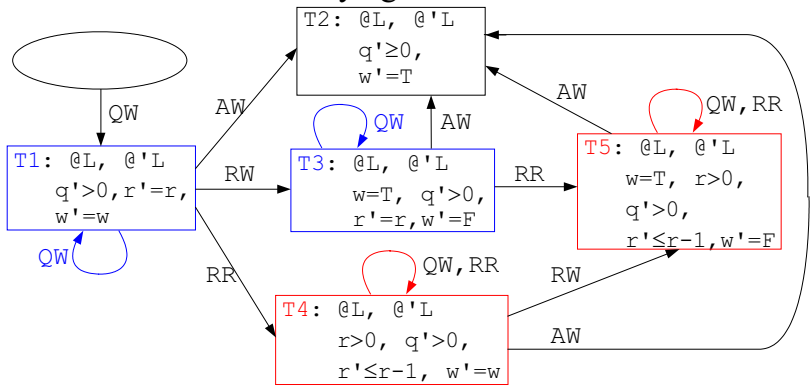 T2: @L, @'L
q'≥0,
w'=T
QW
AW
T1: @L, @'L
q'>0,r'=r,
w'=w
QW
RW
RR
QW
T3: @L, @'L
w=T, q'>0,
r'=r,w'=F
AW
RR
AW
QW,RR
T5: @L, @'L
w=T, r>0,
q'>0,
r'≤r-1,w'=F
QW,RR
T4: @L, @'L
r>0, q'>0,
r'≤r-1, w'=w
RW
AW